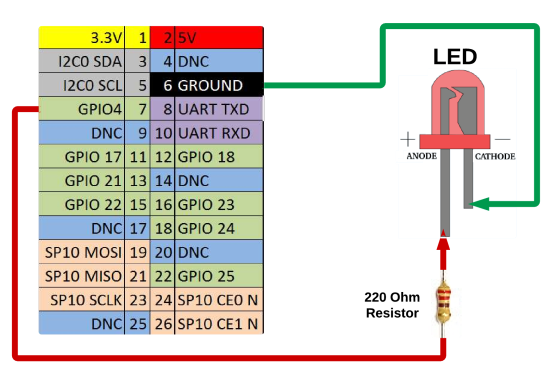 3.3V 1 2 5V
I2C0 SDA 3 4 DNC
I2C0 SCL 5 6 GROUND
GPIO4 7 8 UART TXD
DNC 9 10 UART RXD
GPIO 17 11 12 GPIO 18
GPIO 21 13 14 DNC
GPIO 22 15 16 GPIO 23
DNC 17 18 GPIO 24
SP10 MOSI 19 20 DNC
SP10 MISO 21 22 GPIO 25
SP10 SCLK 23 24 SP10 CE0 N
DNC 25 26 SP10 CE1 N
LED
+ −
ANODE CATHODE
220 Ohm
Resistor